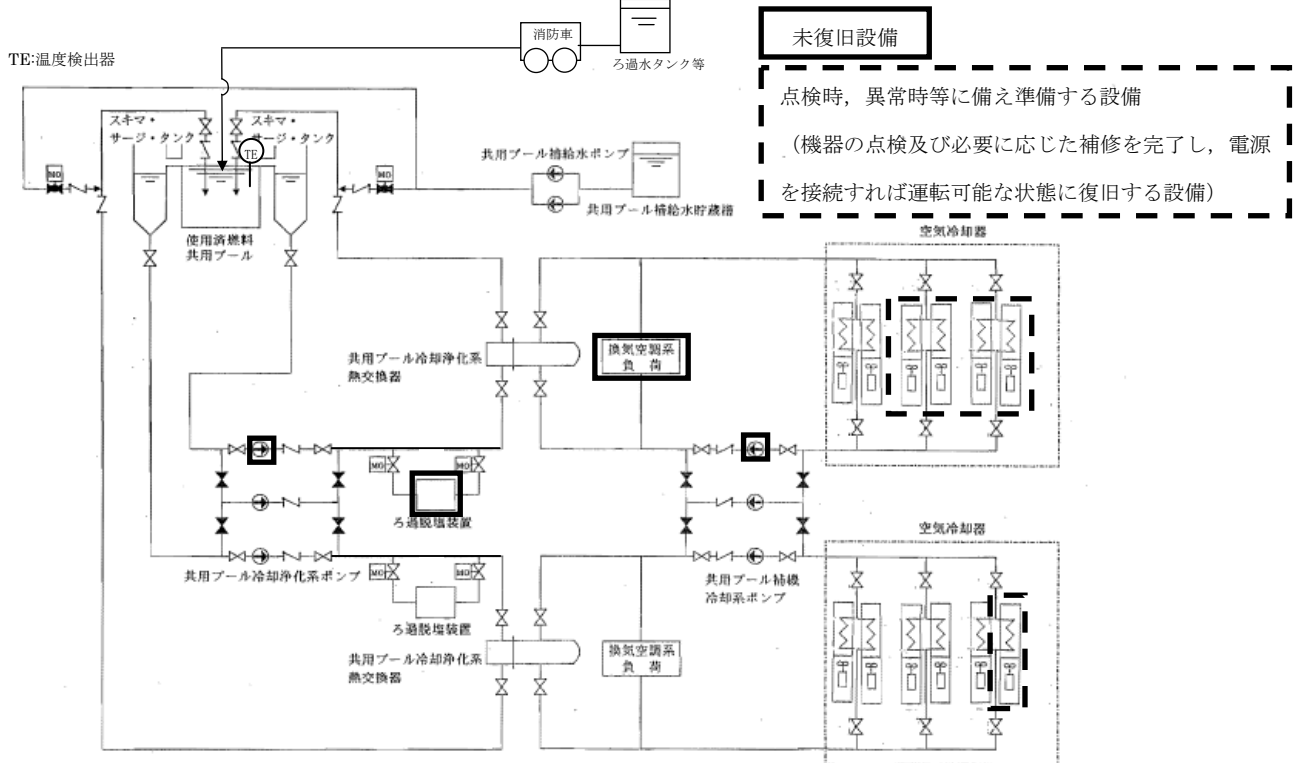 消防車
ろ過水タンク等
TE:温度検出器
未復旧設備
点検時，異常時等に備え準備する設備
（機器の点検及び必要に応じた補修を完了し，電源
を接続すれば運転可能な状態に復旧する設備）
スキマ・
サージ・タンク
スキマ・
サージ・タンク
TE
MO
MO
共用プール補給水ポンプ
共用プール補給水貯蔵槽
使用済燃料
共用プール
空気冷却器
共用プール冷却浄化系
熱交換器
換気空調系
負荷
MO
MO
ろ過脱塩装置
共用プール冷却浄化系ポンプ
共用プール補機
冷却系ポンプ
空気冷却器
MO
MO
ろ過脱塩装置
共用プール冷却浄化系
熱交換器
換気空調系
負荷